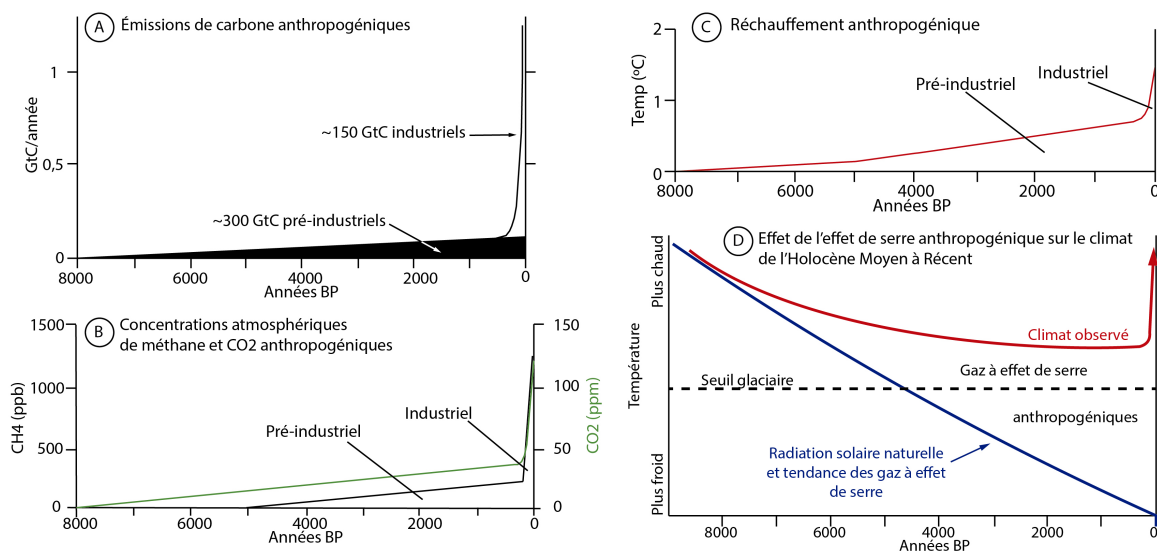 A
Émissions de carbone anthropogéniques
GtC/année
1
0,5
0
~150 GtC industriels
~300 GtC pré-industriels
8000
6000
4000
2000
0
Années BP
B
Concentrations atmosphériques
de méthane et CO2 anthropogéniques
CH4 (ppb)
1500
1000
500
0
150
100
50
0
CO2 (ppm)
Industriel
Pré-industriel
8000
6000
4000
2000
0
Années BP
C
Réchauffement anthropogénique
Temp (ºC)
2
1
0
Industriel
Pré-industriel
8000
6000
4000
2000
0
Années BP
D
Effet de l'effet de serre anthropogénique sur le climat
de l'Holocène Moyen à Récent
Plus chaud
Température
Plus froid
Climat observé
Gaz à effet de serre
Seuil glaciaire
anthropogéniques
Radiation solaire naturelle
et tendance des gaz à effet
de serre
8000
6000
4000
2000
0
Années BP